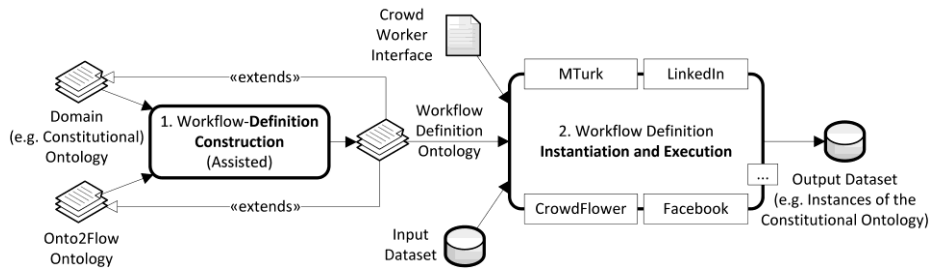 Crowd
Worker
Interface
MTurk
LinkedIn
«extends»
Domain
(e.g. Constitutional)
Ontology
1. Workflow-Definition
Construction
(Assisted)
Workflow
Definition
Ontology
2. Workflow Definition
Instantiation and Execution
...
Output Dataset
(e.g. Instances of the
Constitutional Ontology)
«extends»
CrowdFlower
Facebook
Onto2Flow
Ontology
Input
Dataset